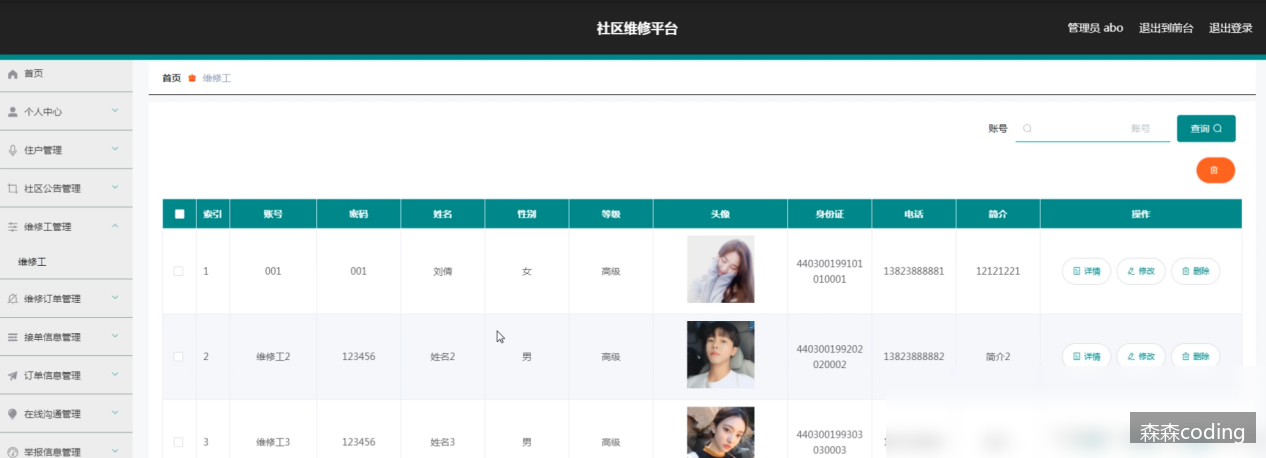 社区维修平台
管理员 abo 退出到前台 退出登录
首页
个人中心
住户管理
社区公告管理
维修工管理
维修工
维修订单管理
接单信息管理
订单信息管理
在线沟通管理
举报信息管理
首页 维修工
账号 账号 查询
索引 账号 密码 姓名 性别 等级 头像 身份证 电话 简介 操作
1 001 001 刘倩 女 高级 440300199101 13823888881 12121221 详情 修改 删除
010001
2 维修工2 123456 姓名2 男 高级 440300199202 13823888882 简介2 详情 修改 删除
020002
3 维修工3 123456 姓名3 男 高级 440300199303
030003
森森coding